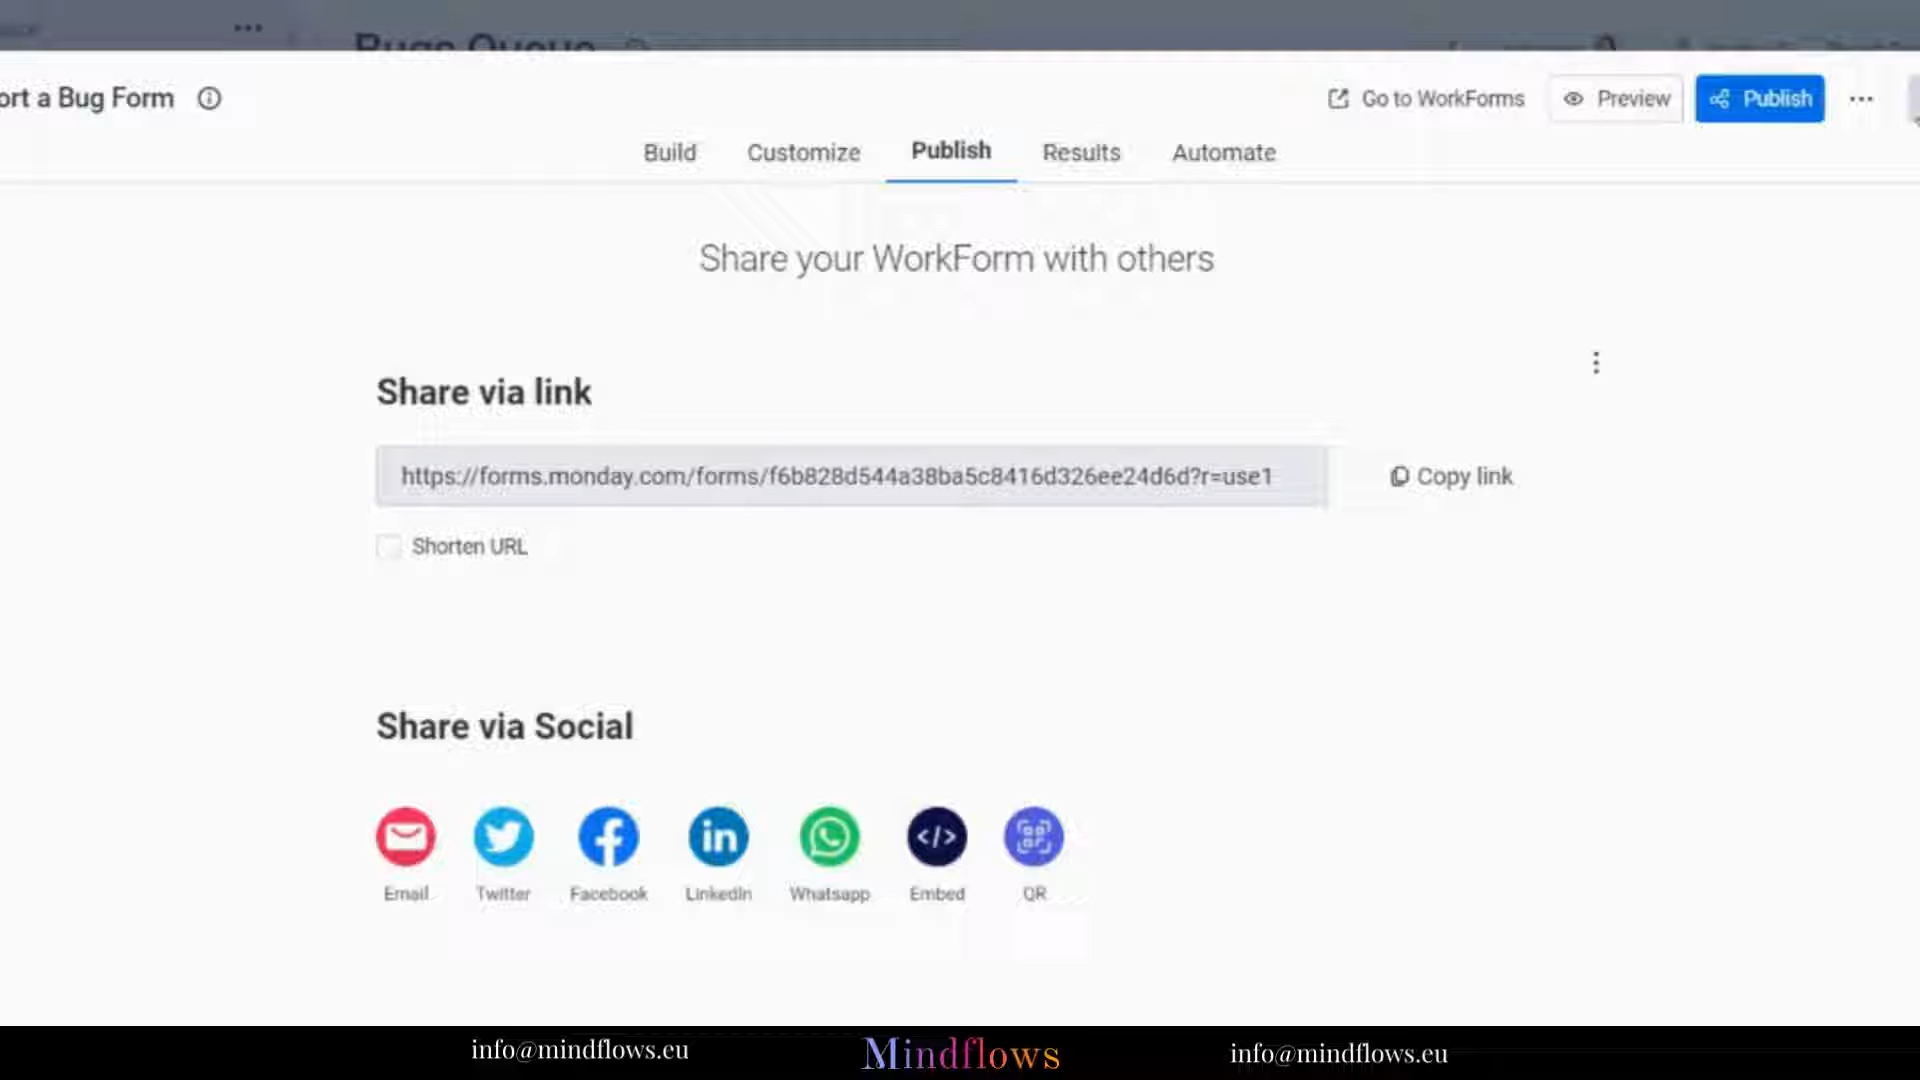 Bugs Queue
ort a Bug Form
Go to WorkForms
Preview
Publish
Build
Customize
Publish
Results
Automate
Share your WorkForm with others
Share via link
https://forms.monday.com/forms/f6b828d544a38ba5c8416d326ee24d6d?r=use1
Copy link
Shorten URL
Share via Social
Email
Twitter
Facebook
LinkedIn
Whatsapp
Embed
QR
info@mindflows.eu
Mindflows
info@mindflows.eu